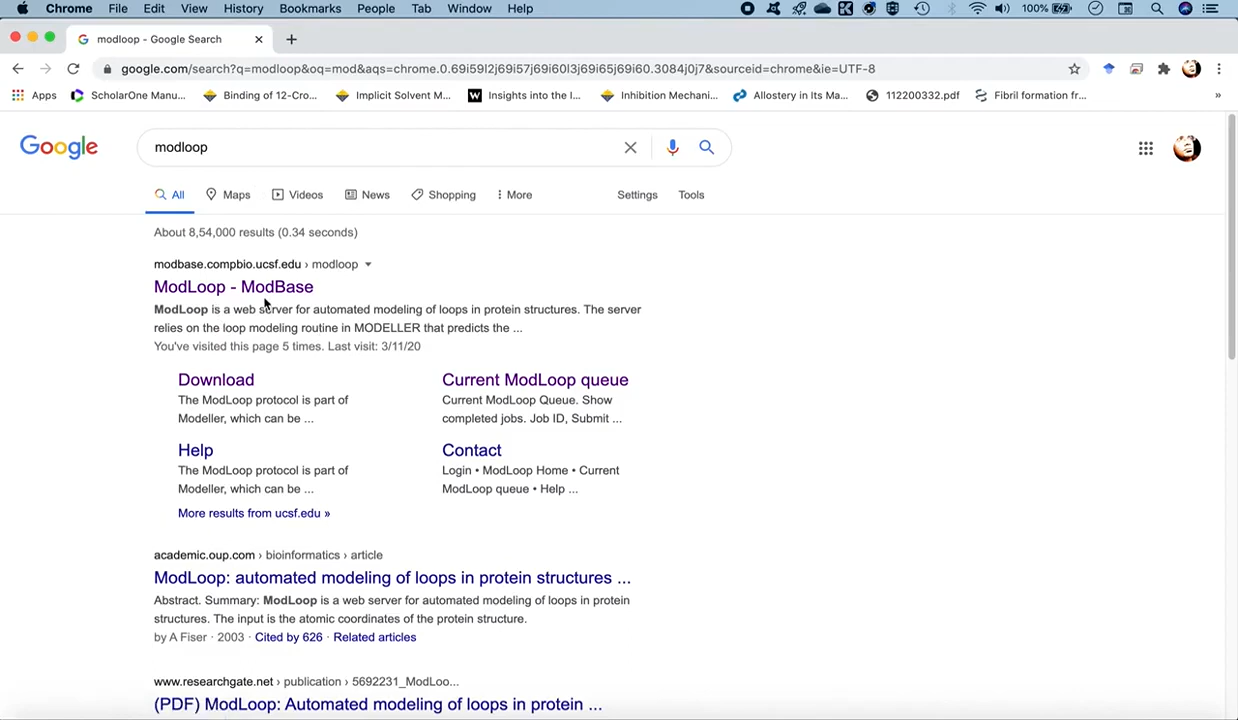 Chrome File Edit View History Bookmarks People Tab Window Help 100%
modloop - Google Search
google.com/search?q=modloop&oq=mod&aqs=chrome.0.69i59l2j69i57j69i60l3j69i65j69i60.3084j0j7&sourceid=chrome&ie=UTF-8
Apps ScholarOne Manu... Binding of 12-Cro... Implicit Solvent M... Insights into the I... Inhibition Mechani... Allostery in Its Ma... 112200332.pdf Fibril formation fr... »
Google modloop
All Maps Videos News Shopping More Settings Tools
About 8,54,000 results (0.34 seconds)
modbase.compbio.ucsf.edu › modloop
ModLoop - ModBase
ModLoop is a web server for automated modeling of loops in protein structures. The server
relies on the loop modeling routine in MODELLER that predicts the ...
You've visited this page 5 times. Last visit: 3/11/20
Download
The ModLoop protocol is part of
Modeller, which can be ...
Current ModLoop queue
Current ModLoop Queue. Show
completed jobs. Job ID, Submit ...
Help
The ModLoop protocol is part of
Modeller, which can be ...
Contact
Login • ModLoop Home • Current
ModLoop queue • Help ...
More results from ucsf.edu »
academic.oup.com › bioinformatics › article
ModLoop: automated modeling of loops in protein structures ...
Abstract. Summary: ModLoop is a web server for automated modeling of loops in protein
structures. The input is the atomic coordinates of the protein structure.
by A Fiser · 2003 · Cited by 626 · Related articles
www.researchgate.net › publication › 5692231_ModLoo...
(PDF) ModLoop: Automated modeling of loops in protein ...